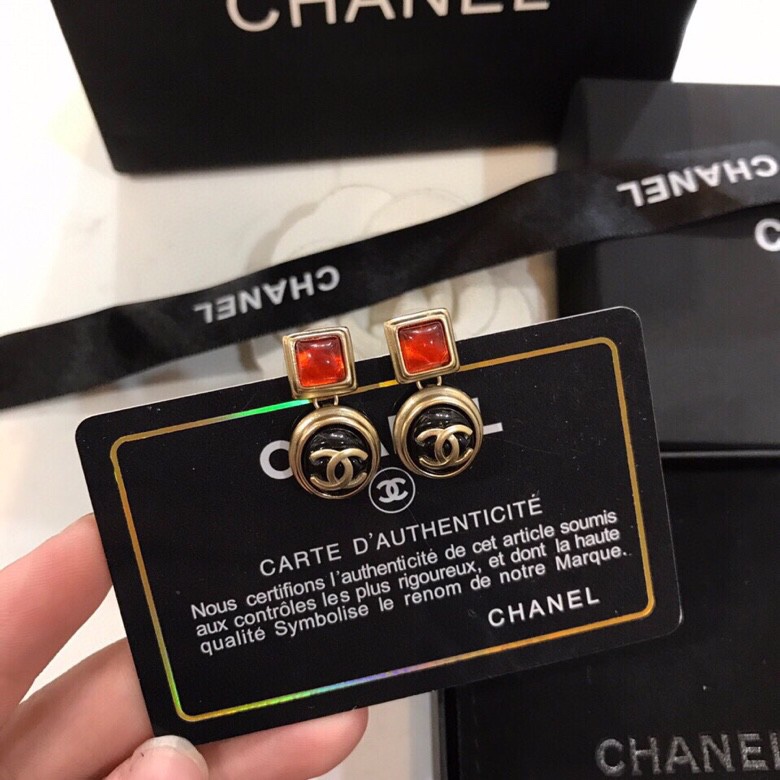 CHANEL
CHANEL
CHANEL
C
C   NEL
CARTE D'AUTHENTICITÉ
Nous certifions l'authenticité de cet article soumis
aux contrôles les plus rigoureux, et dont la haute
qualité Symbolise le renom de notre Marque.
CHANEL
CHANEL